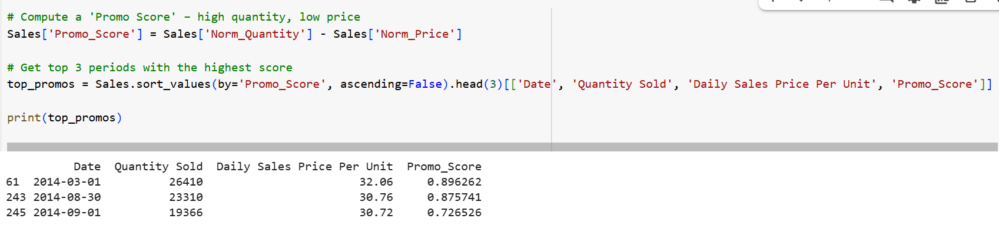 # Compute a 'Promo Score' – high quantity, low price
Sales['Promo_Score'] = Sales['Norm_Quantity'] - Sales['Norm_Price']
# Get top 3 periods with the highest score
top_promos = Sales.sort_values(by='Promo_Score', ascending=False).head(3)[['Date', 'Quantity Sold', 'Daily Sales Price Per Unit', 'Promo_Score']]
print(top_promos)
Date Quantity Sold Daily Sales Price Per Unit Promo_Score
61 2014-03-01 26410 32.06 0.896262
243 2014-08-30 23310 30.76 0.875741
245 2014-09-01 19366 30.72 0.726526